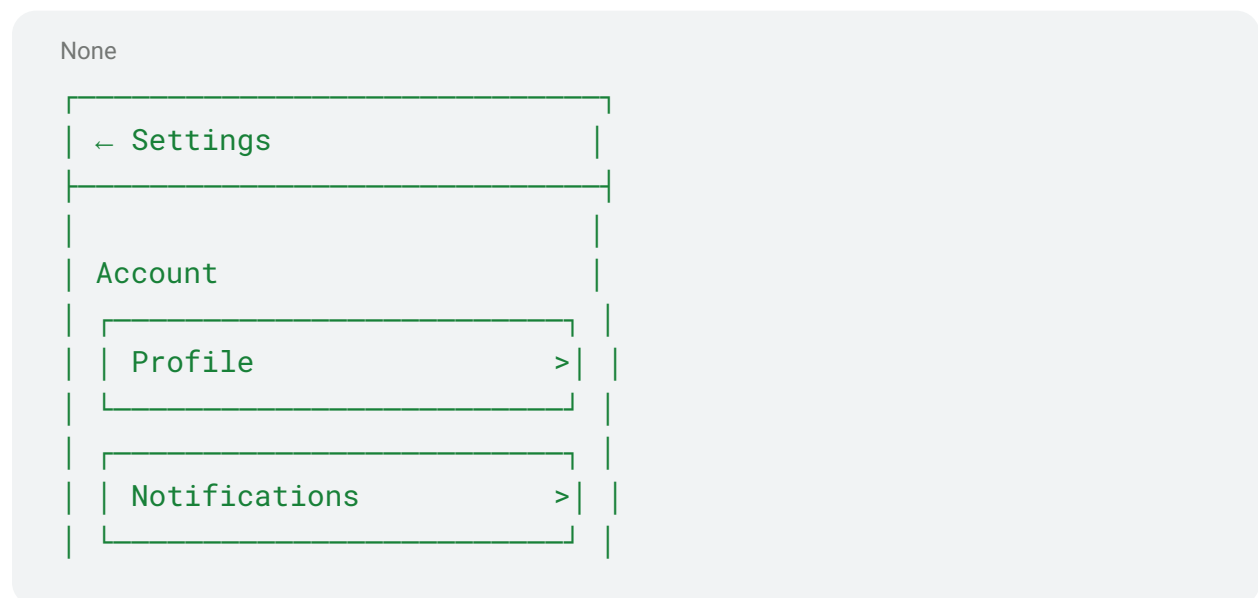 None
← Settings
Account
Profile >
Notifications >